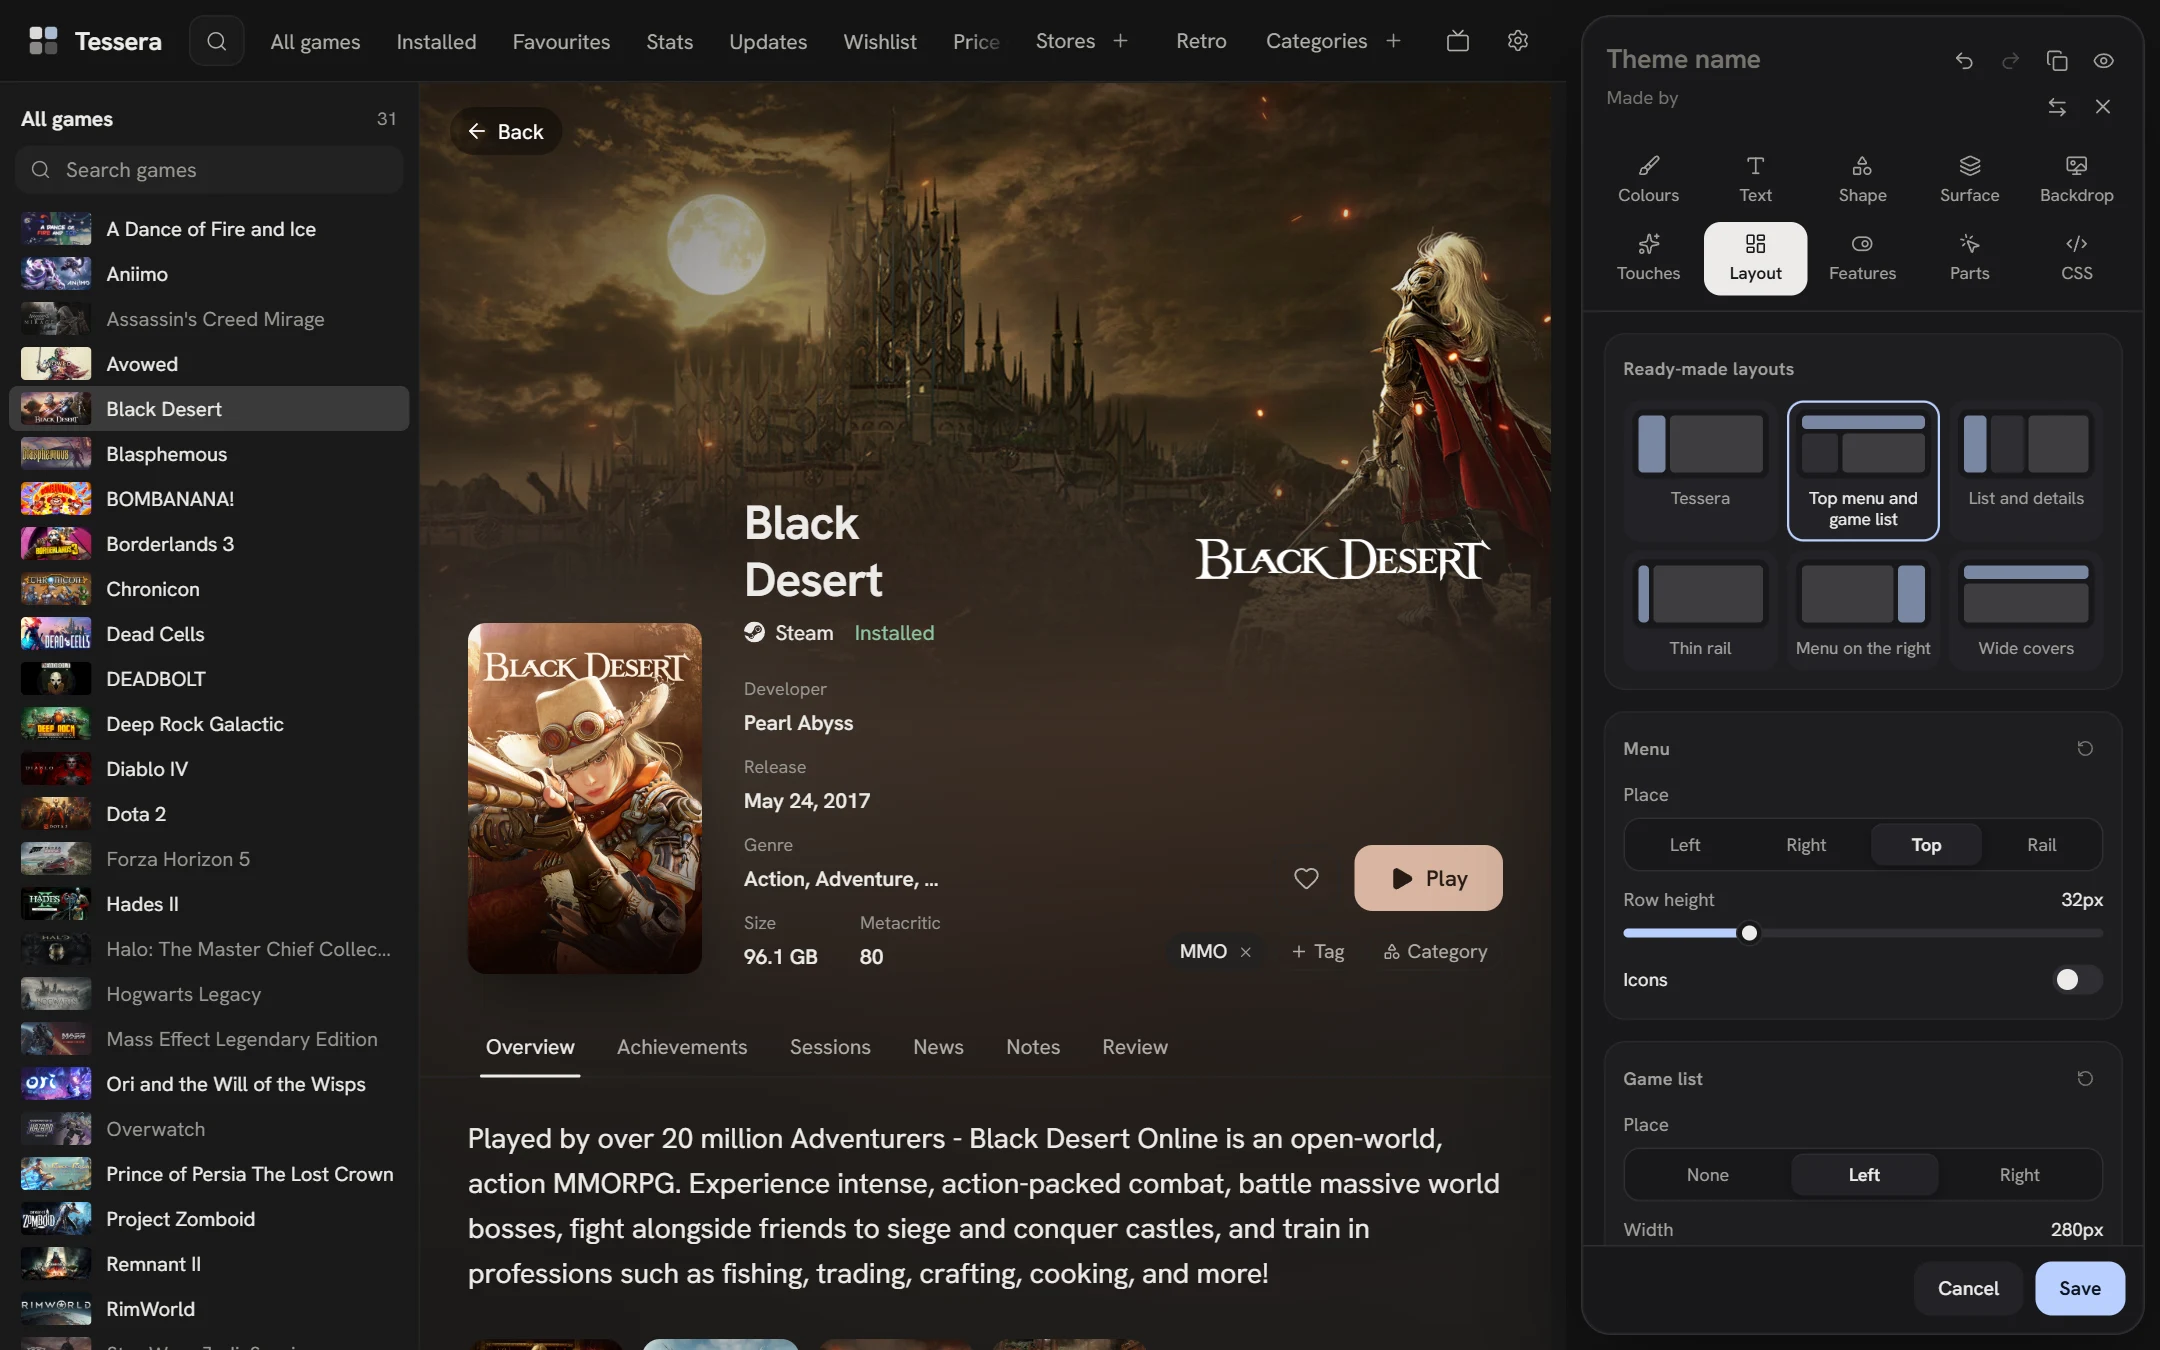 Tessera
All games
Installed
Favourites
Stats
Updates
Wishlist
Price
Stores
Retro
Categories
All games
31
Search games
A Dance of Fire and Ice
Aniimo
Assassin's Creed Mirage
Avowed
Black Desert
Blasphemous
BOMBANANA!
Borderlands 3
Chronicon
Dead Cells
DEADBOLT
Deep Rock Galactic
Diablo IV
Dota 2
Forza Horizon 5
Hades II
Halo: The Master Chief Collec...
Hogwarts Legacy
Mass Effect Legendary Edition
Ori and the Will of the Wisps
Overwatch
Prince of Persia The Lost Crown
Project Zomboid
Remnant II
RimWorld
Back
BLACK DESERT
Black
Desert
Steam Installed
BLACK DESERT
Developer
Pearl Abyss
Release
May 24, 2017
Genre
Action, Adventure, ...
Size
Metacritic
96.1 GB
80
Play
MMO
Tag
Category
Overview
Achievements
Sessions
News
Notes
Review
Played by over 20 million Adventurers - Black Desert Online is an open-world,
action MMORPG. Experience intense, action-packed combat, battle massive world
bosses, fight alongside friends to siege and conquer castles, and train in
professions such as fishing, trading, crafting, cooking, and more!
Theme name
Made by
Colours
Text
Shape
Surface
Backdrop
Touches
Layout
Features
Parts
CSS
Ready-made layouts
Tessera
Top menu and
game list
List and details
Thin rail
Menu on the right
Wide covers
Menu
Place
Left
Right
Top
Rail
Row height
32px
Icons
Game list
Place
None
Left
Right
Width
280px
Cancel
Save